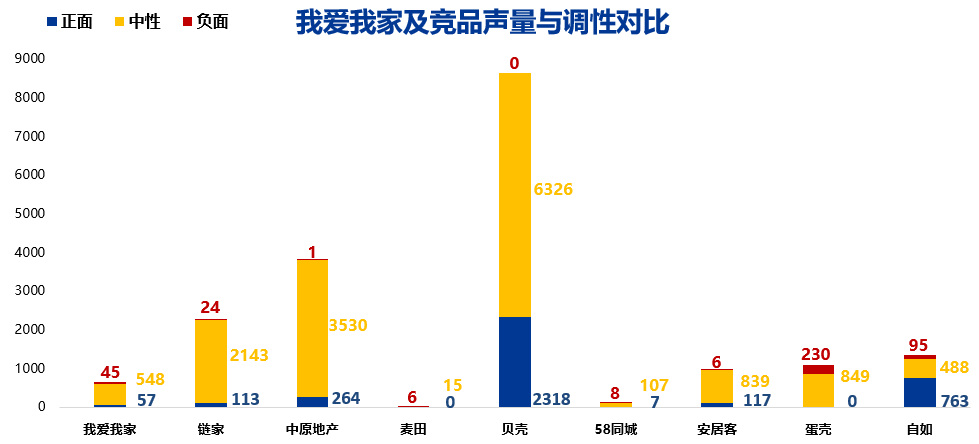 我爱我家及竞品声量与调性对比
正面 中性 负面
9000
8000
7000
6000
5000
4000
3000
2000
1000
0
45 548 57
24 2143 113
1 3530 264
6 15 0
0 6326 2318
8 107 7
6 839 117
230 849 0
95 488 763
我爱我家 链家 中原地产 麦田 贝壳 58同城 安居客 蛋壳 自如